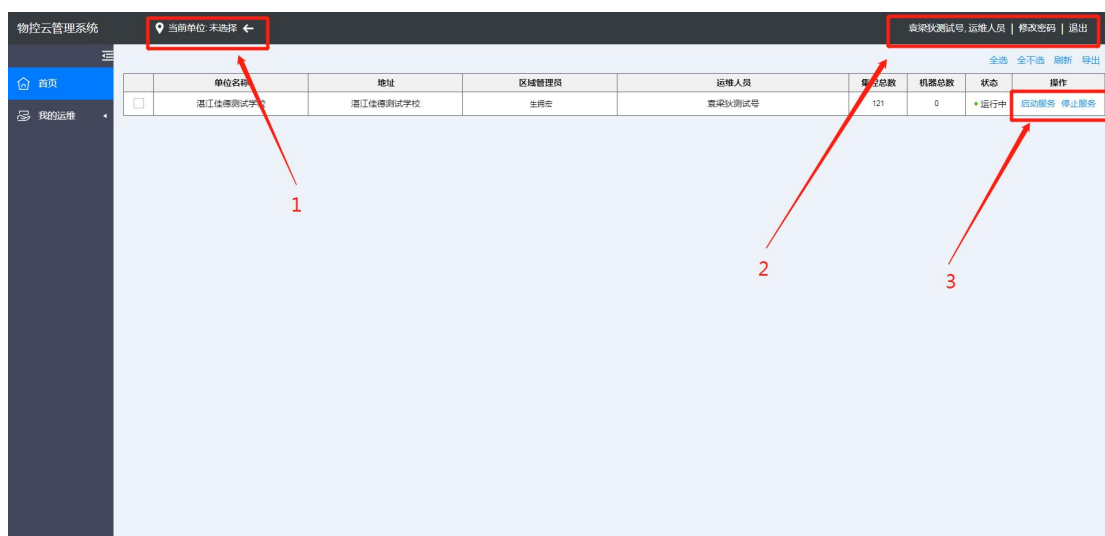 物控云管理系统
当前单位:未选择
袁梁狄测试号,运维人员 | 修改密码 | 退出
全选 全不选 刷新 导出
首页
我的运维
单位名称 地址 区域管理员 运维人员 集控总数 机器总数 状态 操作
湛江佳德测试学校 湛江佳德测试学校 袁梁狄测试号 121 0 运行中 启动服务 停止服务
1
2
3